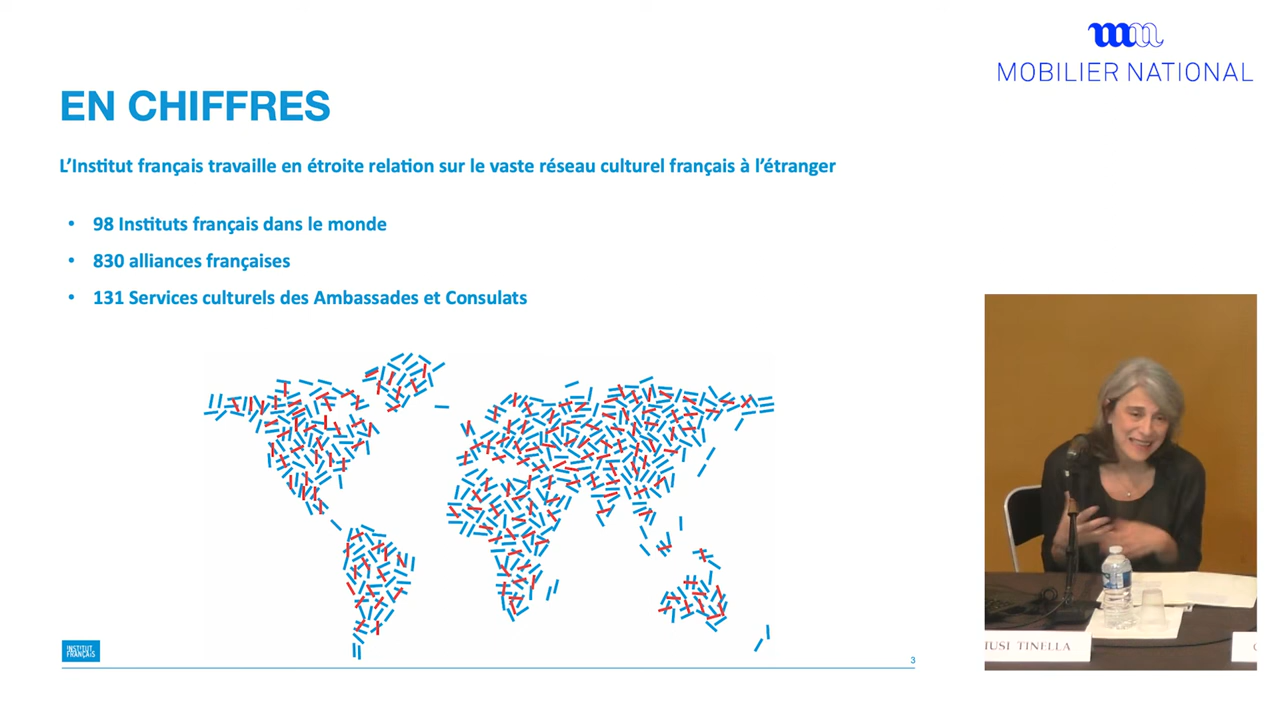 MOBILIER NATIONAL
EN CHIFFRES
L’Institut français travaille en étroite relation sur le vaste réseau culturel français à l’étranger
• 98 Instituts français dans le monde
• 830 alliances françaises
• 131 Services culturels des Ambassades et Consulats
INSTITUT
FRANÇAIS
3
TINELLA